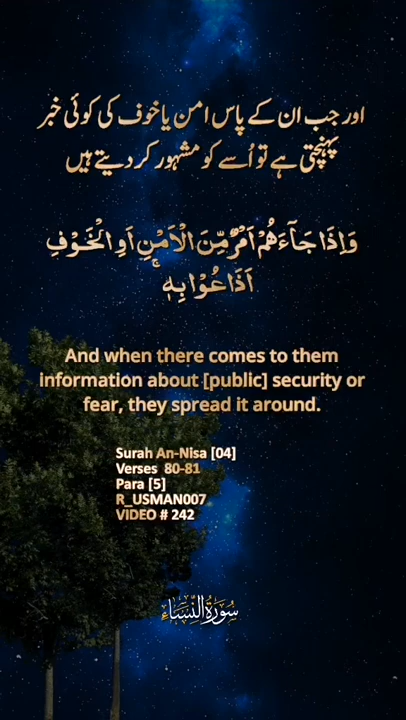 اور جب ان کے پاس امن یا خوف کی کوئی خبر
پہنچتی ہے تو اُسے کو مشہور کر دیتے ہیں
وَاِذَا جَآءَهُمْ اَمْرٌ مِّنَ الْاَمْنِ اَوِ الْخَوْفِ
اَذَاعُوْا بِهٖ ۚ
And when there comes to them
information about [public] security or
fear, they spread it around.
Surah An-Nisa [04]
Verses 80-81
Para [5]
R_USMAN007
VIDEO # 242
سُوْرَةُ النِّسَاءِ